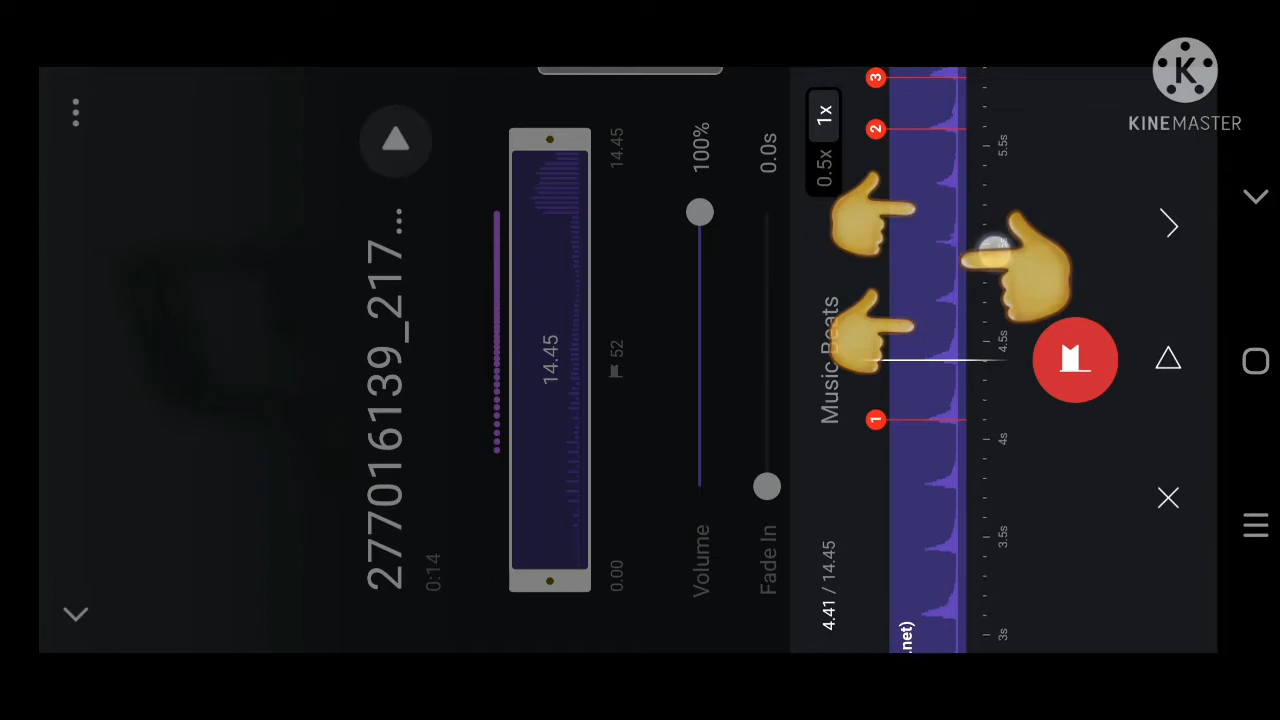 277016139_217...
0:14
14.45
0.00
52
14.45
Volume
100%
Fade In
0.0s
4.41 / 14.45
Music Beats
0.5x
1x
1
2
3
.net)
3s
3.5s
4s
4.5s
5.5s
K
KINEMASTER